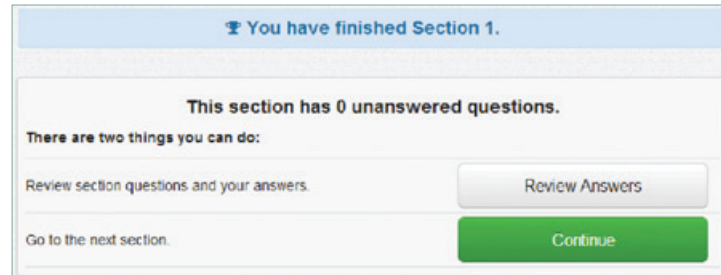 You have finished Section 1.
This section has 0 unanswered questions.
There are two things you can do:
Review section questions and your answers.
Review Answers
Go to the next section.
Continue